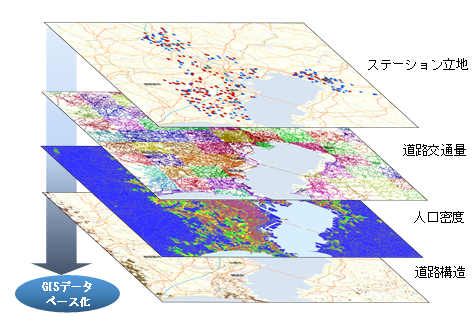 ステーション立地
道路交通量
人口密度
道路構造
GISデータ
ベース化